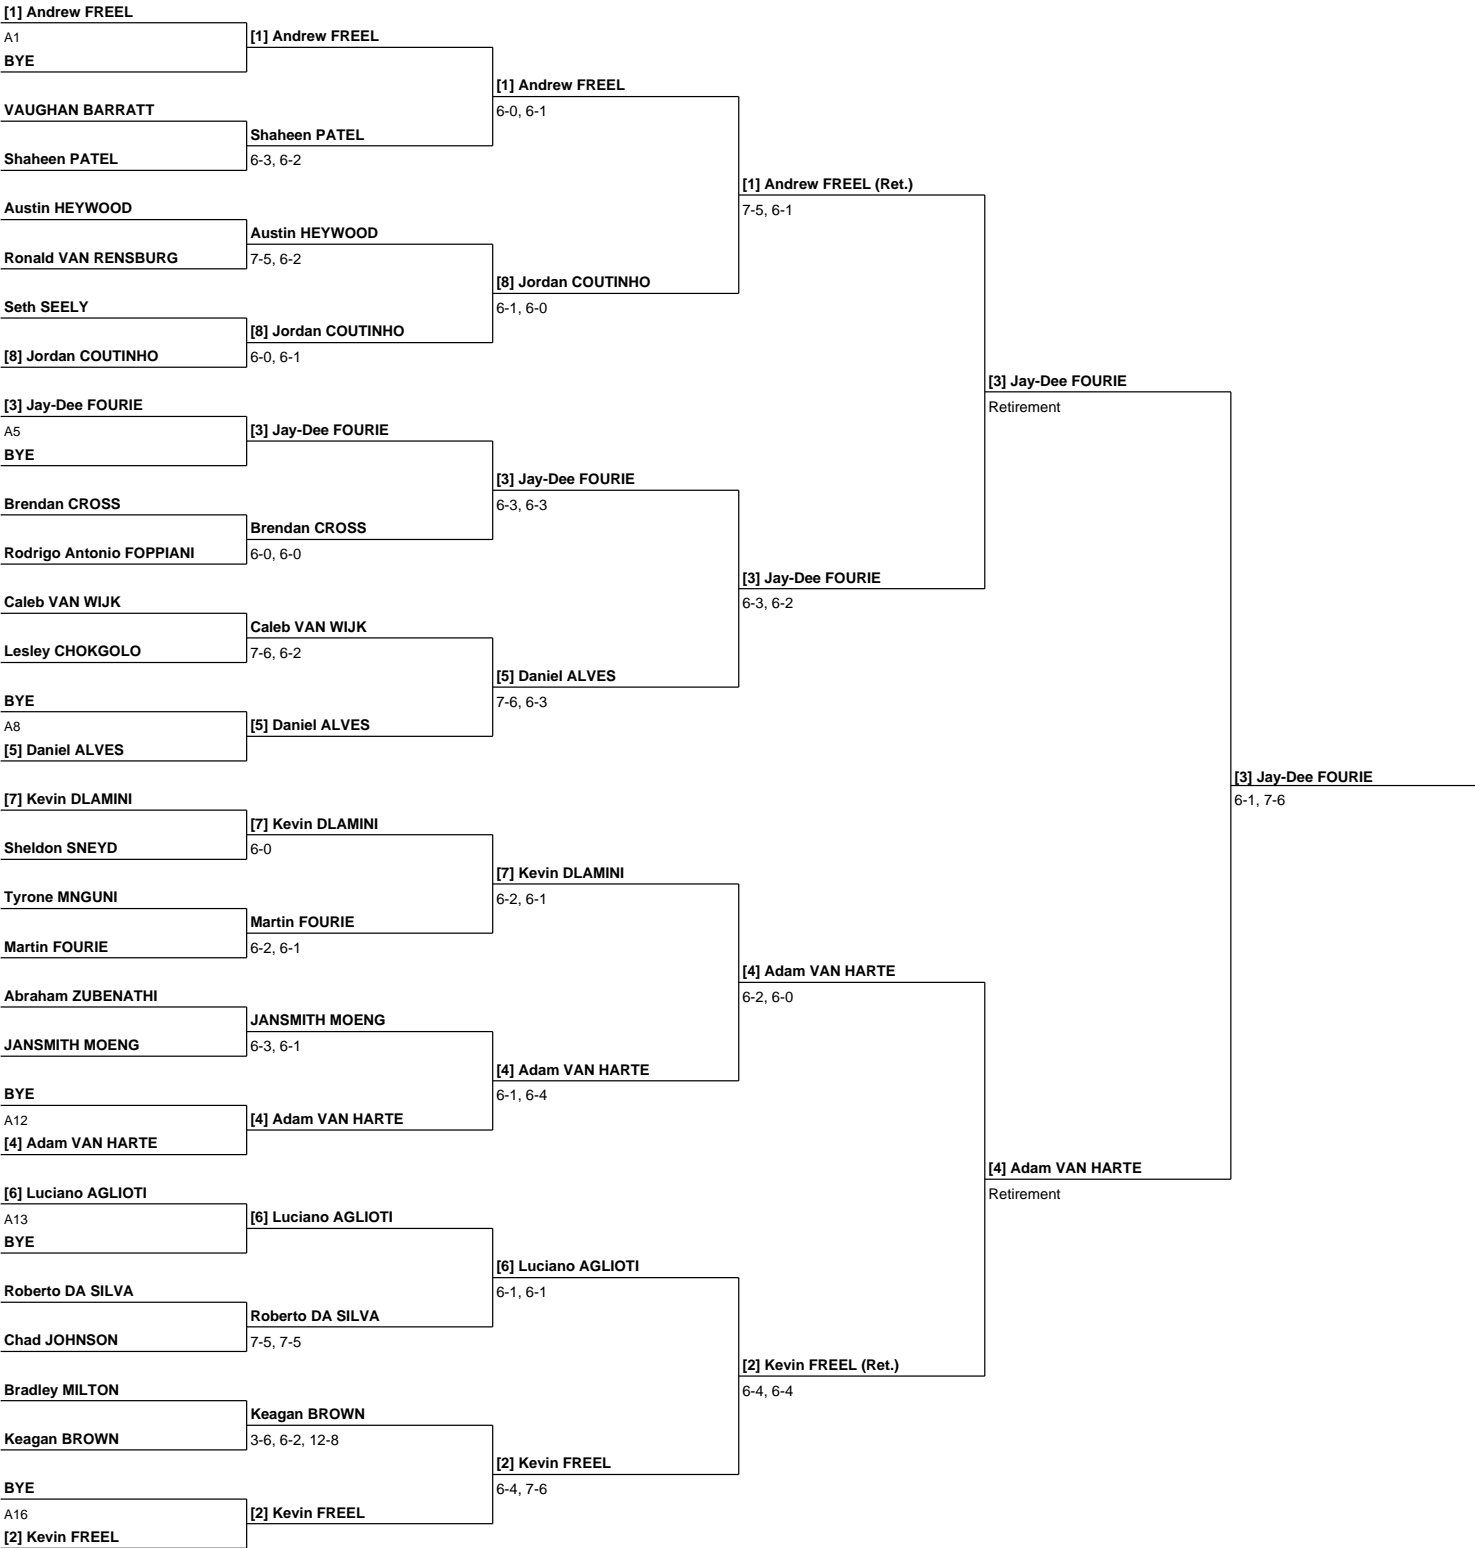 [1] Andrew FREEL
A1
BYE
VAUGHAN BARRATT
Shaheen PATEL
Austin HEYWOOD
Ronald VAN RENSBURG
Seth SEELY
[8] Jordan COUTINHO
[3] Jay-Dee FOURIE
A5
BYE
Brendan CROSS
Rodrigo Antonio FOPPIANI
Caleb VAN WIJK
Lesley CHOKGOLO
BYE
A8
[5] Daniel ALVES
[7] Kevin DLAMINI
Sheldon SNEYD
Tyrone MNGUNI
Martin FOURIE
Abraham ZUBENATHI
JANSMITH MOENG
BYE
A12
[4] Adam VAN HARTE
[6] Luciano AGLIOTI
A13
BYE
Roberto DA SILVA
Chad JOHNSON
Bradley MILTON
Keagan BROWN
BYE
A16
[2] Kevin FREEL
[1] Andrew FREEL
Shaheen PATEL
6-3, 6-2
Austin HEYWOOD
7-5, 6-2
[8] Jordan COUTINHO
6-0, 6-1
[3] Jay-Dee FOURIE
Brendan CROSS
6-0, 6-0
Caleb VAN WIJK
7-6, 6-2
[5] Daniel ALVES
[7] Kevin DLAMINI
6-0
Martin FOURIE
6-2, 6-1
JANSMITH MOENG
6-3, 6-1
[4] Adam VAN HARTE
[6] Luciano AGLIOTI
Roberto DA SILVA
7-5, 7-5
Keagan BROWN
3-6, 6-2, 12-8
[2] Kevin FREEL
[1] Andrew FREEL
6-0, 6-1
[8] Jordan COUTINHO
6-1, 6-0
[3] Jay-Dee FOURIE
6-3, 6-3
[5] Daniel ALVES
7-6, 6-3
[7] Kevin DLAMINI
6-2, 6-1
[4] Adam VAN HARTE
6-1, 6-4
[6] Luciano AGLIOTI
6-1, 6-1
[2] Kevin FREEL
6-4, 7-6
[1] Andrew FREEL (Ret.)
7-5, 6-1
[3] Jay-Dee FOURIE
6-3, 6-2
[4] Adam VAN HARTE
6-2, 6-0
[2] Kevin FREEL (Ret.)
6-4, 6-4
[3] Jay-Dee FOURIE
Retirement
[4] Adam VAN HARTE
Retirement
[3] Jay-Dee FOURIE
6-1, 7-6